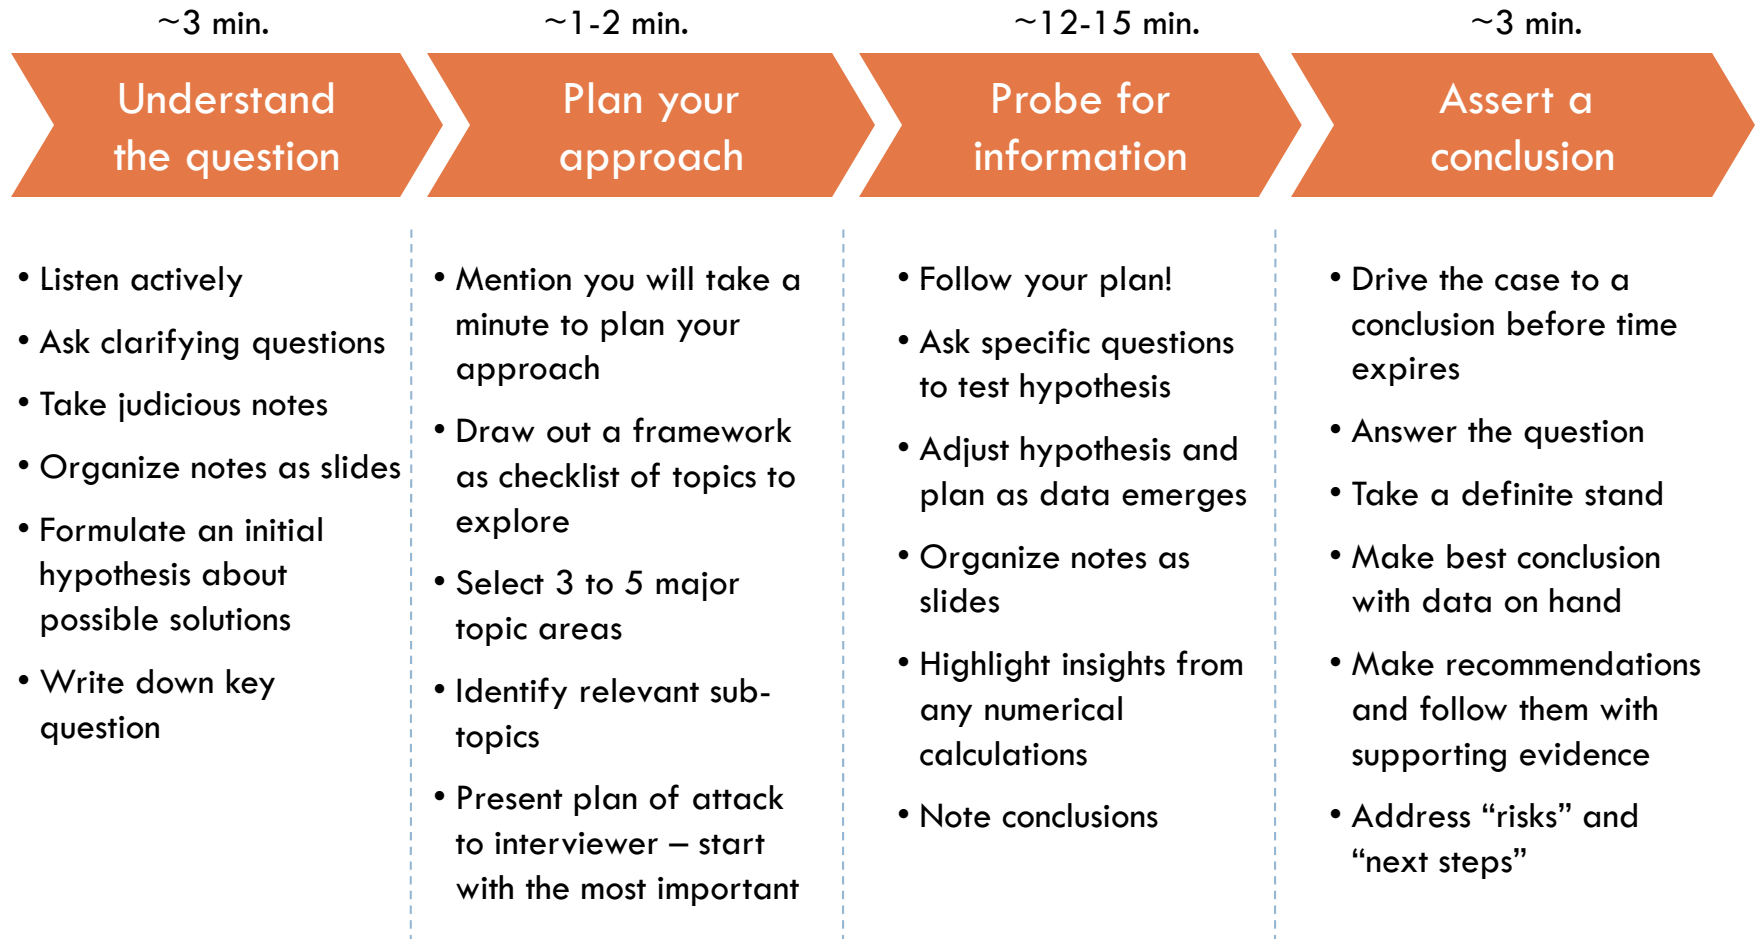 ~3 min.
Understand
the question
• Listen actively
• Ask clarifying questions
• Take judicious notes
• Organize notes as slides
• Formulate an initial
hypothesis about
possible solutions
• Write down key
question
~1-2 min.
Plan your
approach
• Mention you will take a
minute to plan your
approach
• Draw out a framework
as checklist of topics to
explore
• Select 3 to 5 major
topic areas
• Identify relevant sub-
topics
• Present plan of attack
to interviewer – start
with the most important
~12-15 min.
Probe for
information
• Follow your plan!
• Ask specific questions
to test hypothesis
• Adjust hypothesis and
plan as data emerges
• Organize notes as
slides
• Highlight insights from
any numerical
calculations
• Note conclusions
~3 min.
Assert a
conclusion
• Drive the case to a
conclusion before time
expires
• Answer the question
• Take a definite stand
• Make best conclusion
with data on hand
• Make recommendations
and follow them with
supporting evidence
• Address “risks” and
“next steps”